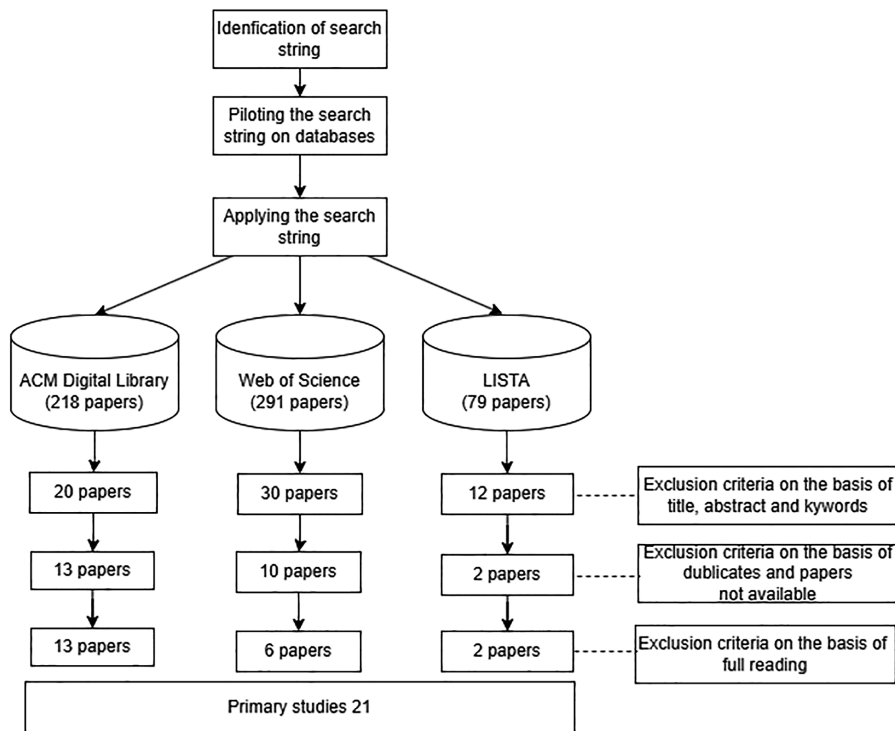 Idenfication of search
string
Piloting the search
string on databases
Applying the search
string
ACM Digital Library
(218 papers)
Web of Science
(291 papers)
LISTA
(79 papers)
20 papers
30 papers
12 papers
Exclusion criteria on the basis of
title, abstract and kywords
13 papers
10 papers
2 papers
Exclusion criteria on the basis of
dublicates and papers
not available
13 papers
6 papers
2 papers
Exclusion criteria on the basis of
full reading
Primary studies 21